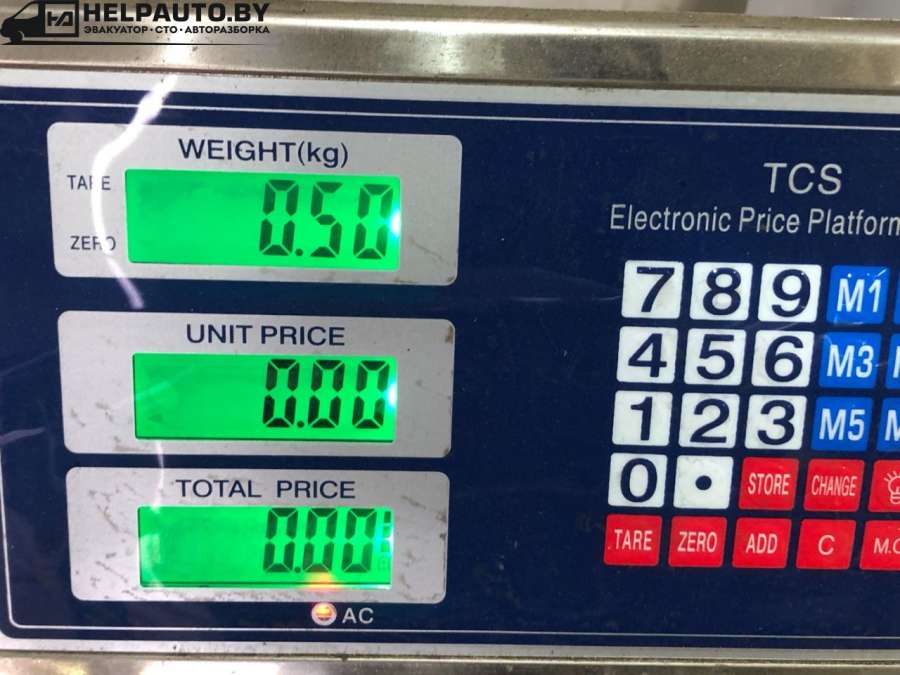 HELPAUTO.BY
ЭВАКУАТОР • СТО • АВТОРАЗБОРКА
WEIGHT(kg)
TARE
0.50
ZERO
UNIT PRICE
0.00
TOTAL PRICE
0.00
AC
TCS
Electronic Price Platform
7 8 9 M1
4 5 6 M3
1 2 3 M5
0 • STORE CHANGE
TARE ZERO ADD C